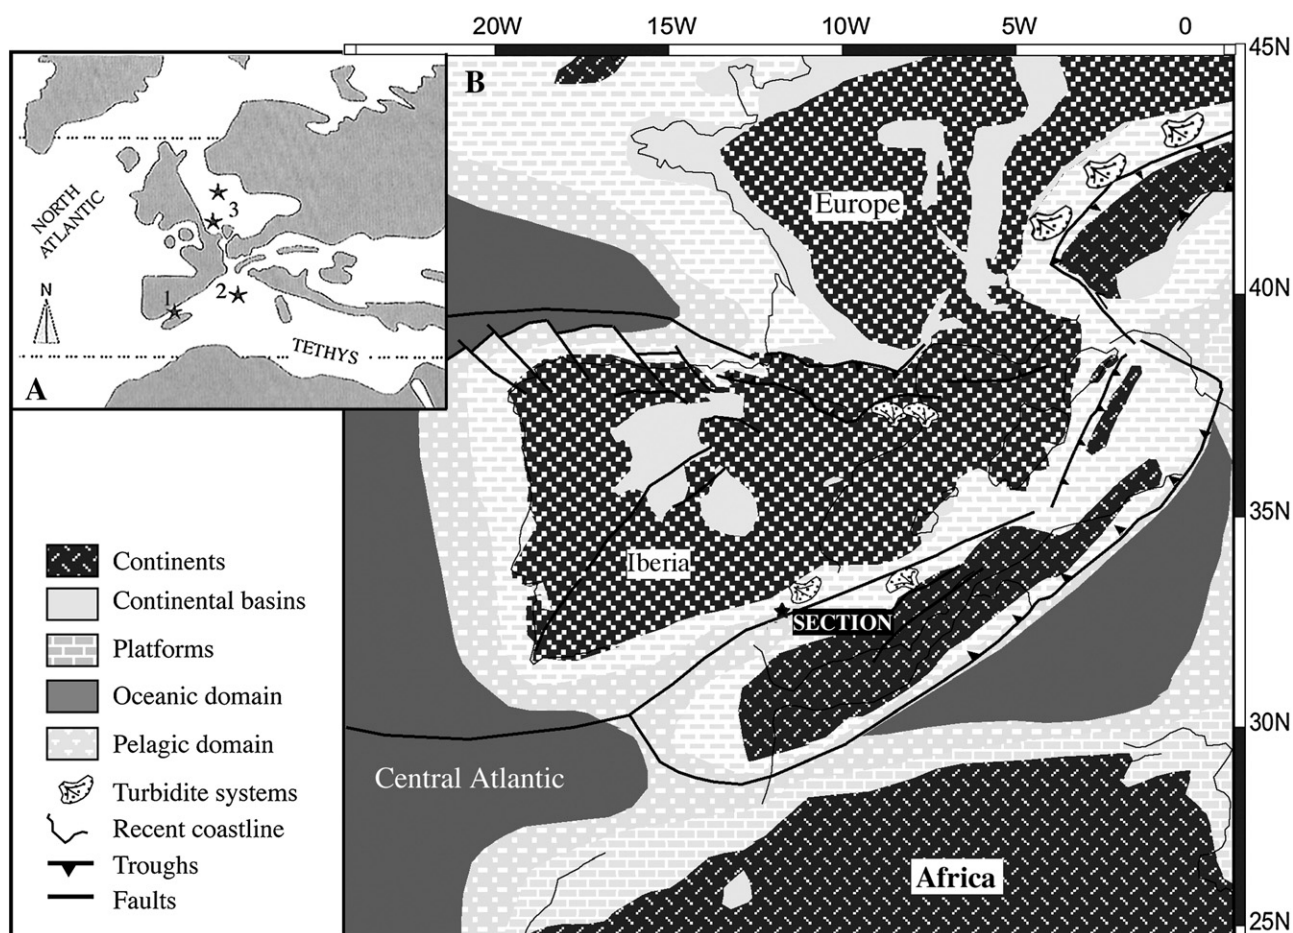 20W
15W
10W
5W
0
45N
B
NORTH
ATLANTIC
3
N
1
2
TETHYS
A
Europe
40N
35N
Iberia
SECTION
30N
Central Atlantic
Africa
25N
Continents
Continental basins
Platforms
Oceanic domain
Pelagic domain
Turbidite systems
Recent coastline
Troughs
Faults